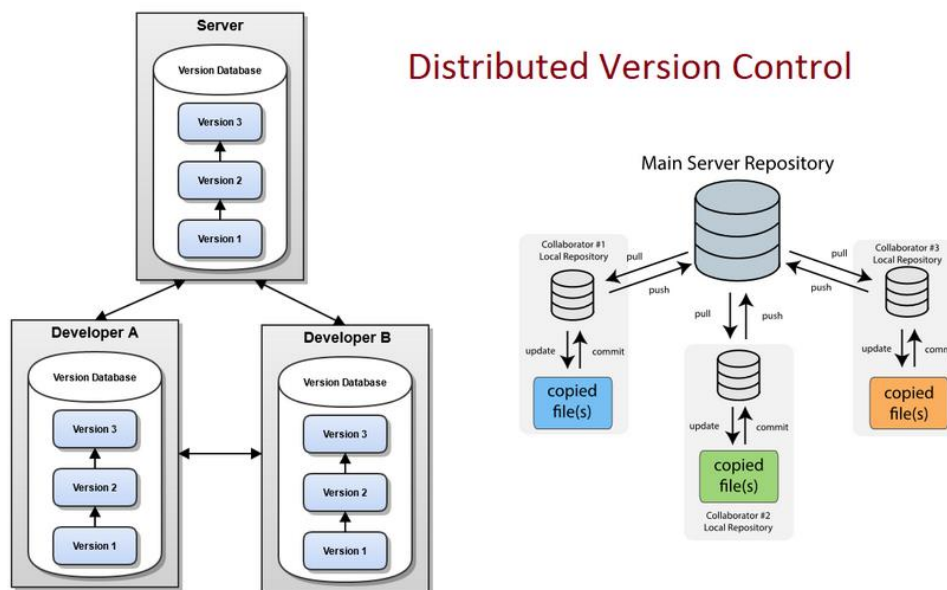 Server
Version Database
Version 3
Version 2
Version 1
Developer A
Version Database
Version 3
Version 2
Version 1
Developer B
Version Database
Version 3
Version 2
Version 1
Distributed Version Control
Main Server Repository
Collaborator #1
Local Repository
pull
push
update
commit
copied
file(s)
pull
push
update
commit
copied
file(s)
Collaborator #2
Local Repository
Collaborator #3
Local Repository
pull
push
update
commit
copied
file(s)